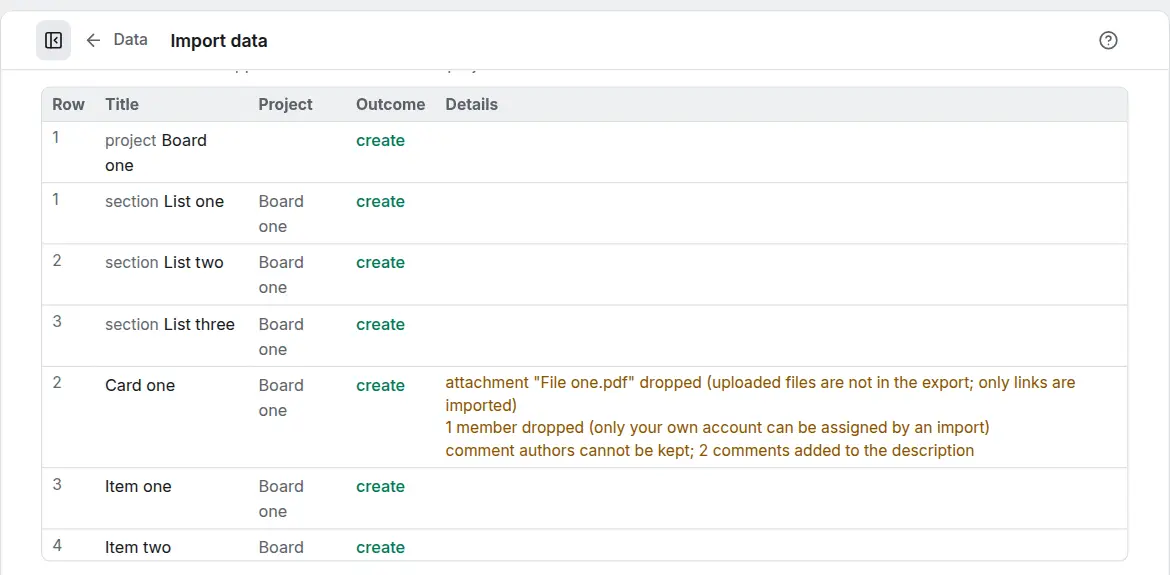 Data Import data
Row Title Project Outcome Details
1 project Board one create
1 section List one Board one create
2 section List two Board one create
3 section List three Board one create
2 Card one Board one create attachment "File one.pdf" dropped (uploaded files are not in the export; only links are
imported)
1 member dropped (only your own account can be assigned by an import)
comment authors cannot be kept; 2 comments added to the description
3 Item one Board one create
4 Item two Board create